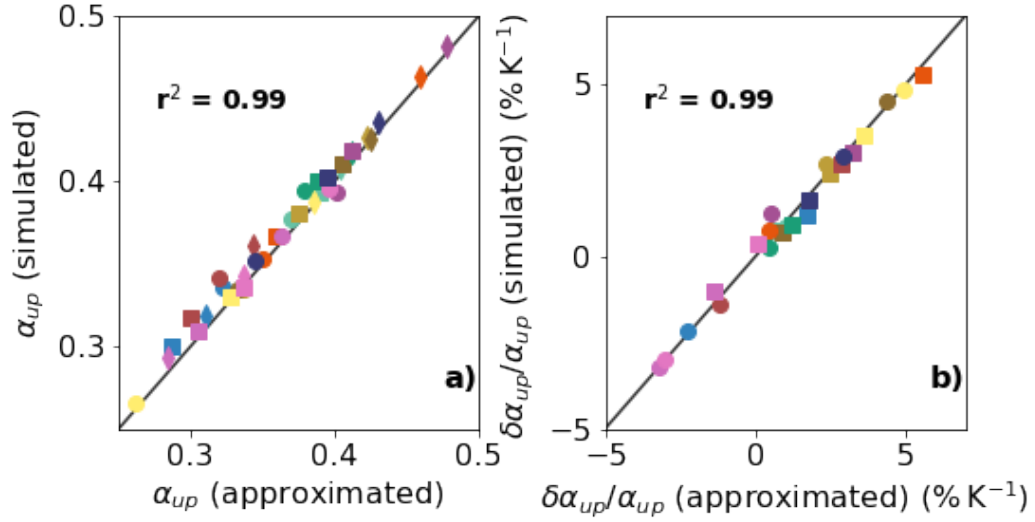 0.5
0.4
0.3
α_up (simulated)
r² = 0.99
a)
0.3 0.4 0.5
α_up (approximated)
5
0
−5
δα_up/α_up (simulated) (% K⁻¹)
r² = 0.99
b)
−5 0 5
δα_up/α_up (approximated) (% K⁻¹)